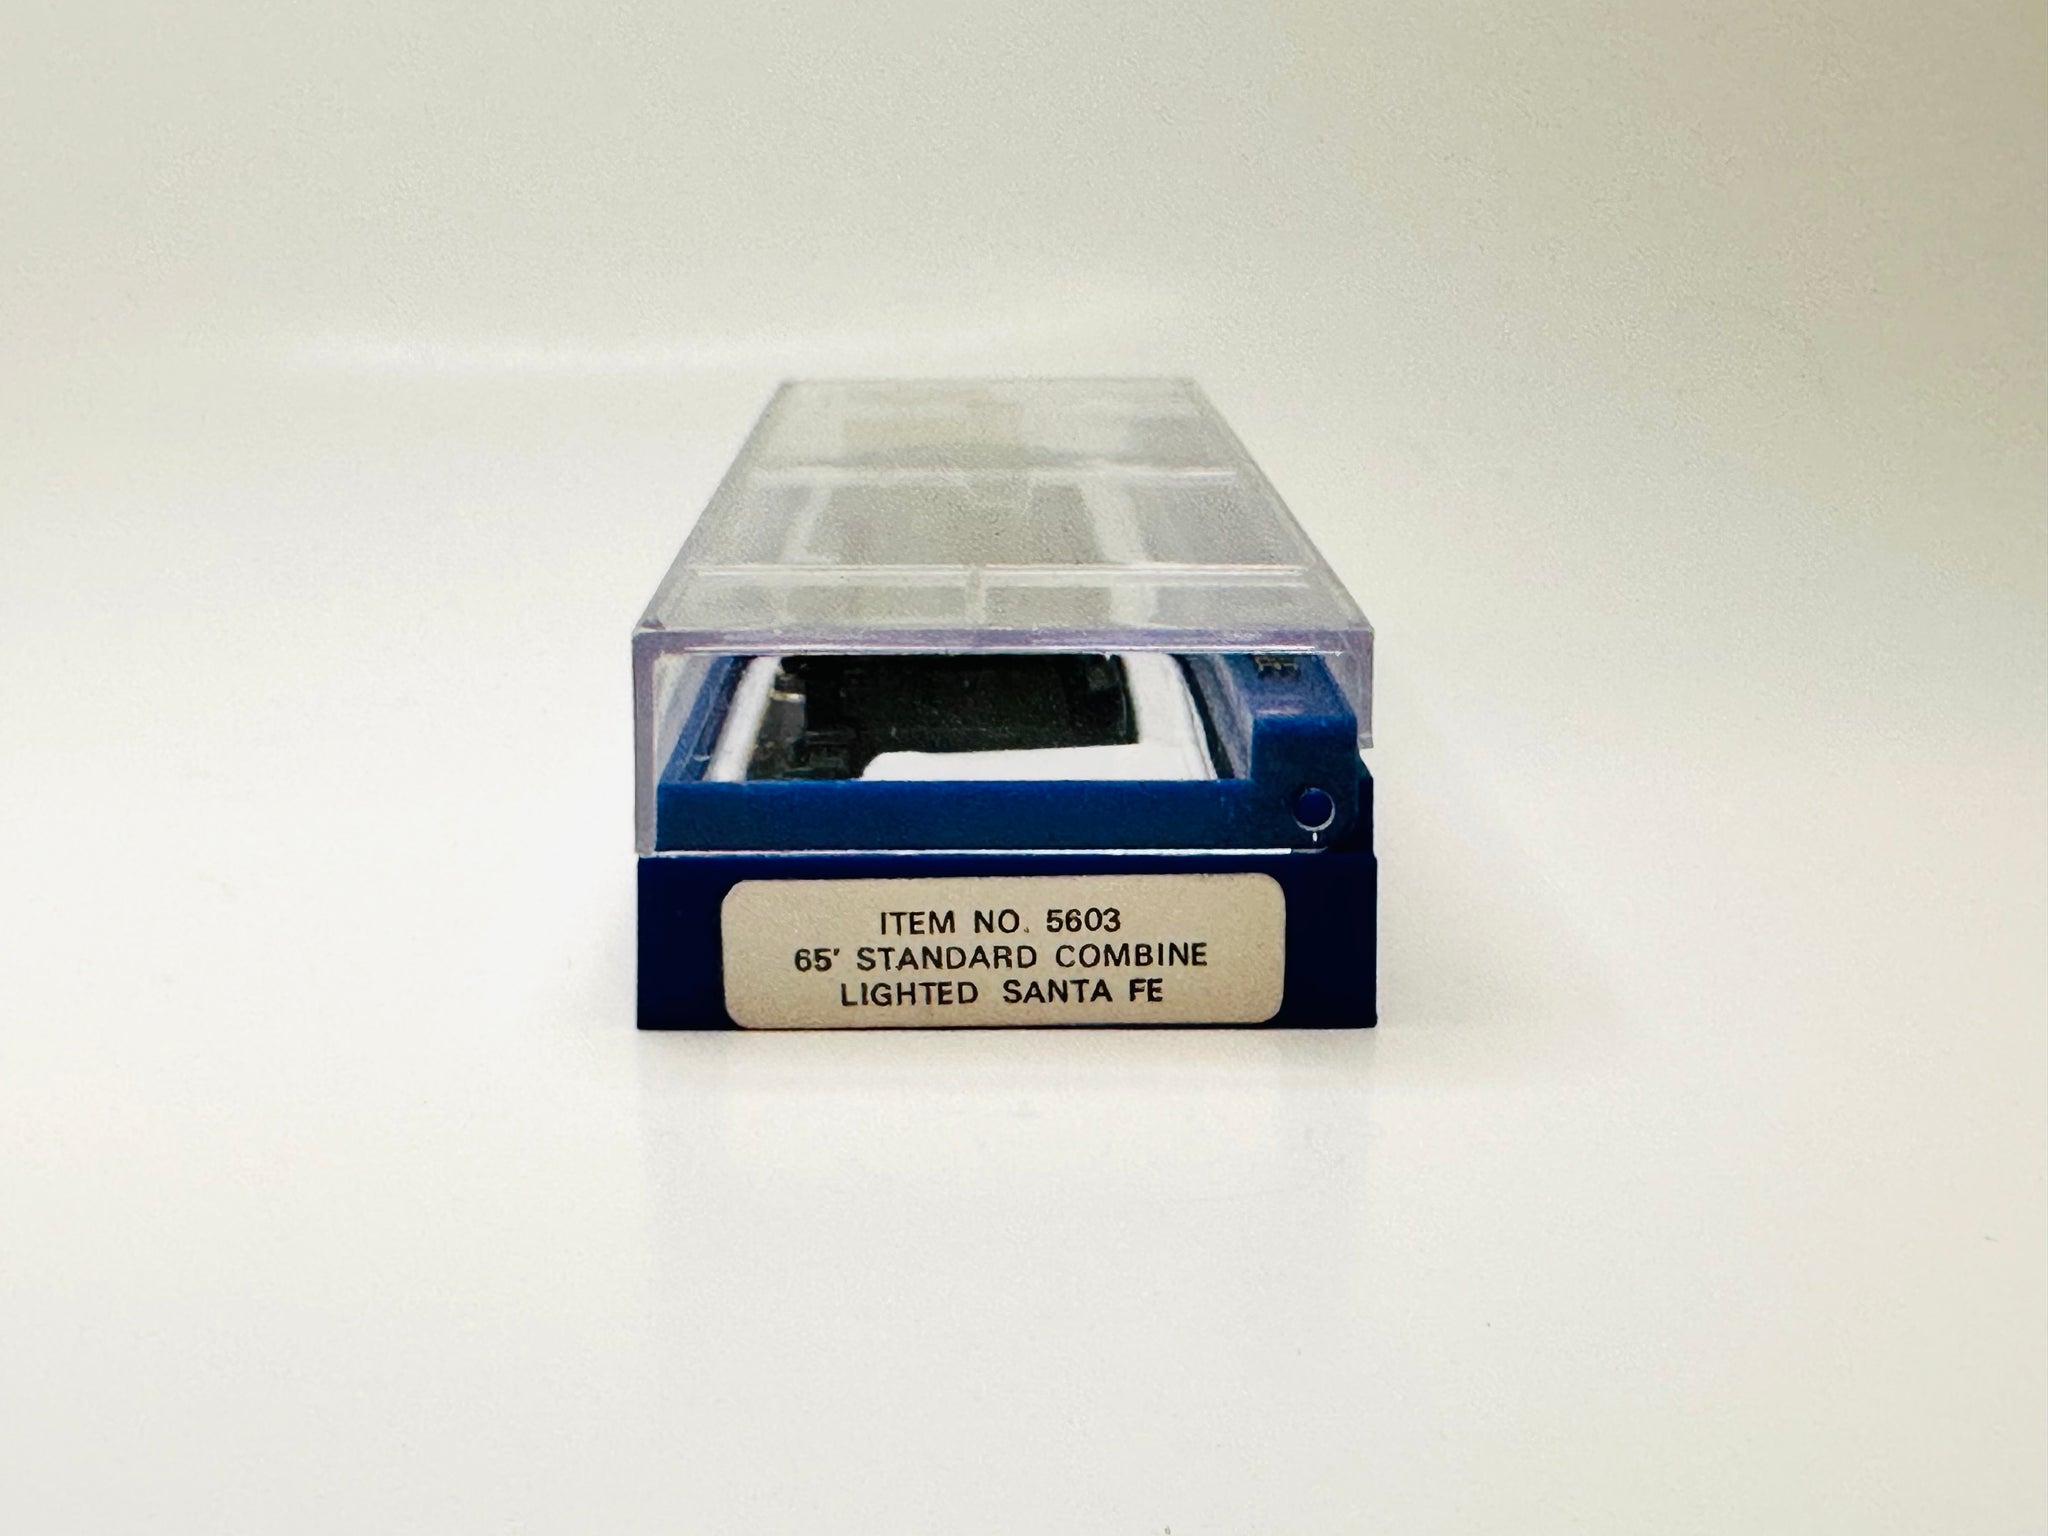 ITEM NO. 5603
65' STANDARD COMBINE
LIGHTED SANTA FE